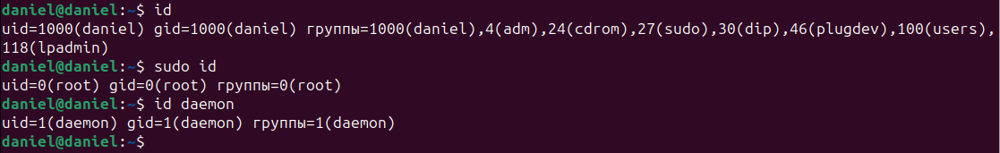 daniel@daniel:~$ id
uid=1000(daniel) gid=1000(daniel) группы=1000(daniel),4(adm),24(cdrom),27(sudo),30(dip),46(plugdev),100(users),
118(lpadmin)
daniel@daniel:~$ sudo id
uid=0(root) gid=0(root) группы=0(root)
daniel@daniel:~$ id daemon
uid=1(daemon) gid=1(daemon) группы=1(daemon)
daniel@daniel:~$